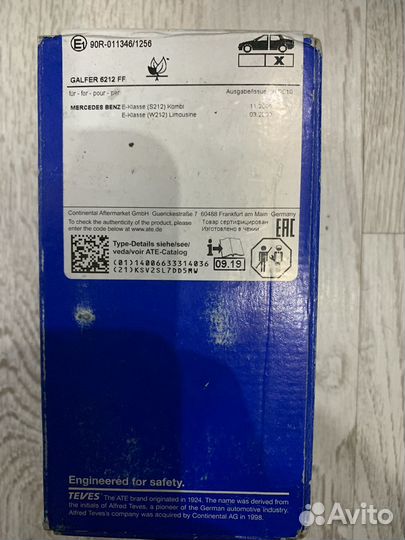 E1 90R-011346/1256
GALFER 6212 FF
für - for - pour - per
Ausgabe/Issue
X
MERCEDES BENZ E-Klasse (S212) Kombi
E-Klasse (W212) Limousine
Continental Aftermarket GmbH Guerickestraße 7 60488 Frankfurt am Main Germany
To check the authenticity of the product, please enter
the code below at www.ate.de
Товар сертифицирован
Изготовлено в Чехии
EAC
Type-Details siehe/see/
veda/voir ATE-Catalog
(01)14006633314036
(21)KSV2SL7DD5MW
09.19
Engineered for safety.
TEVES The ATE brand originated in 1924. The name was derived from
the initials of Alfred Teves, a pioneer of the German automotive industry.
Alfred Teves's company was acquired by Continental AG in 1998.
Avito